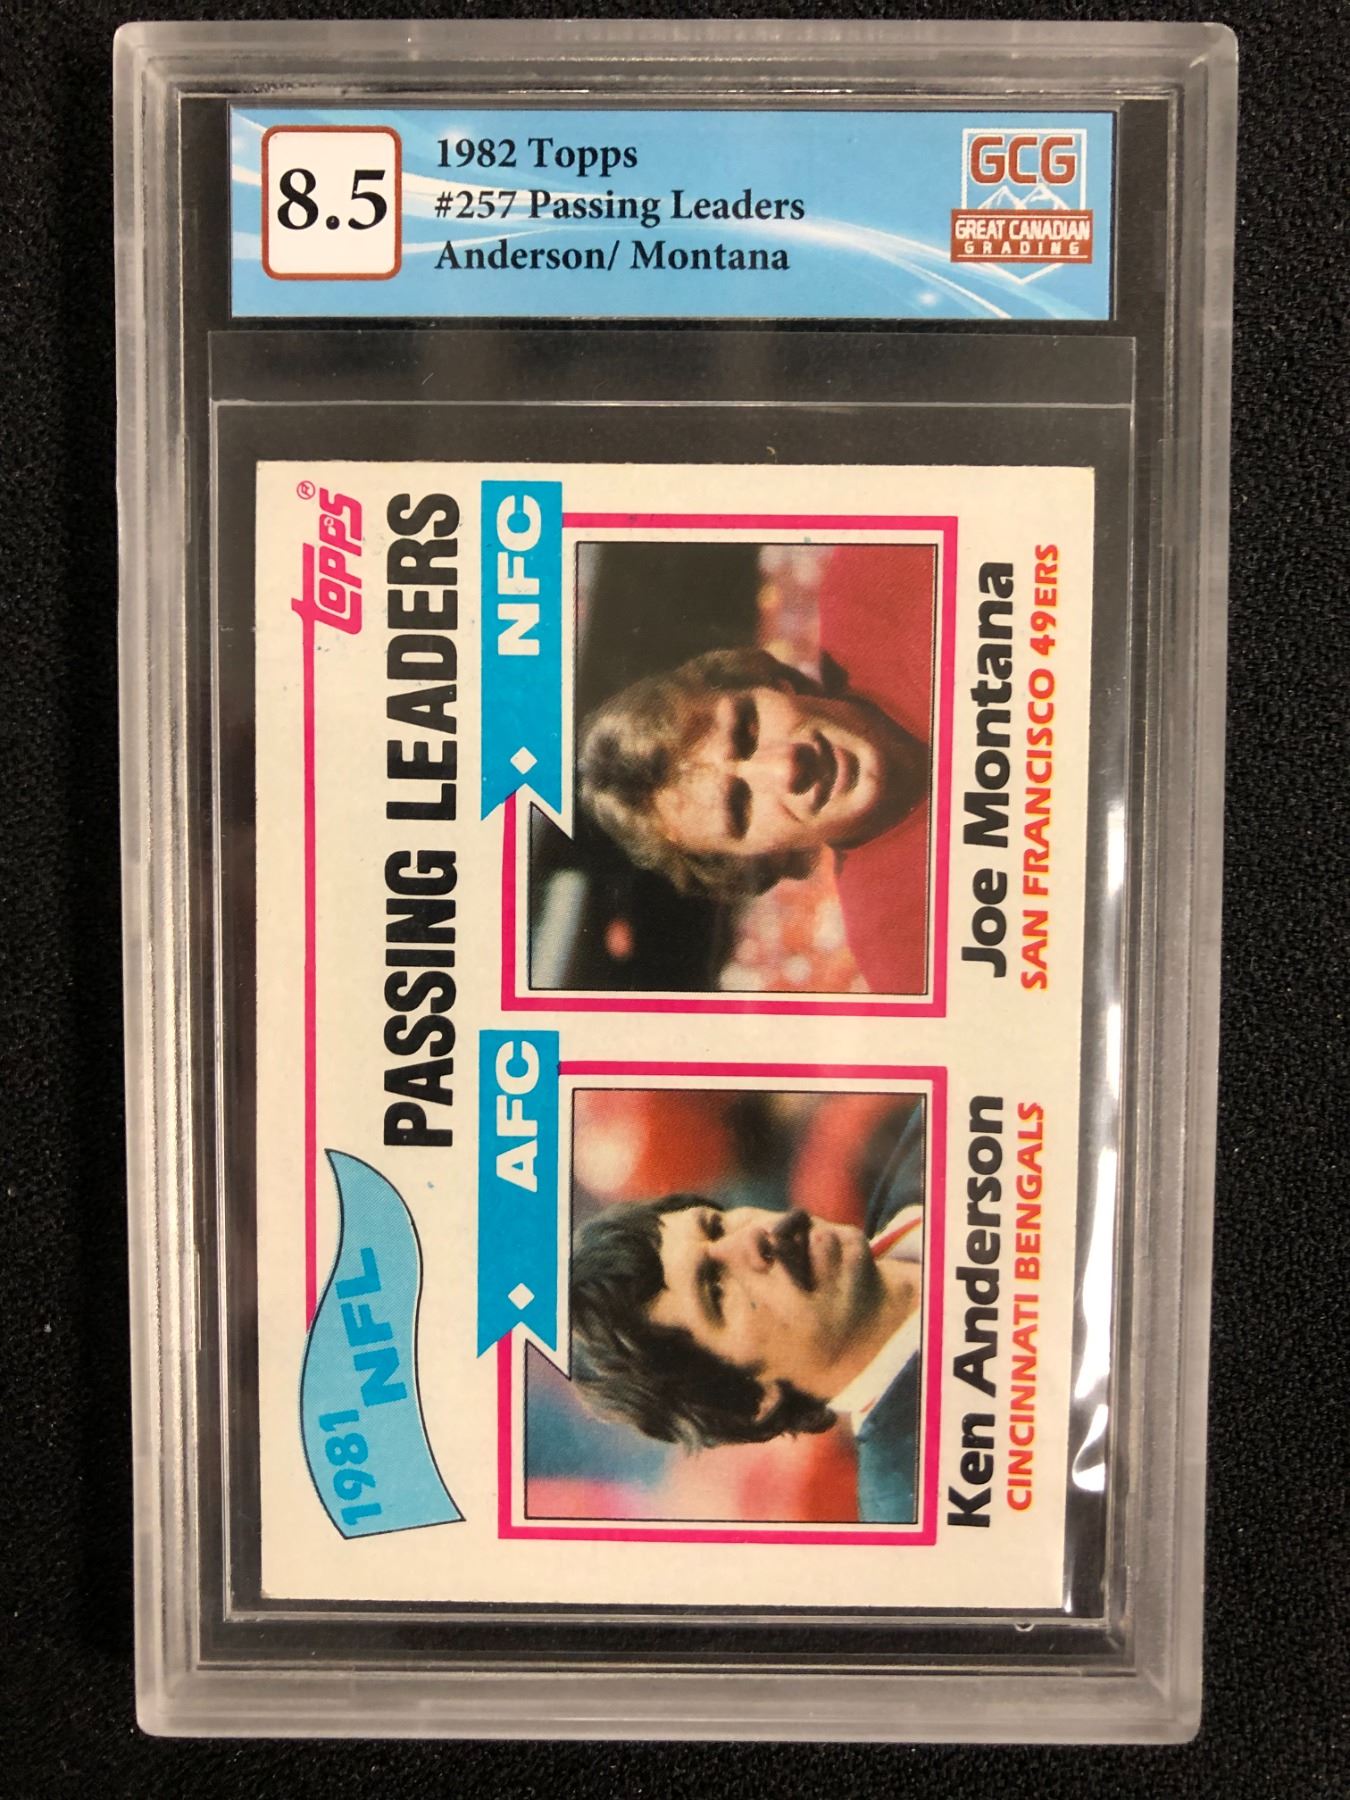 8.5
1982 Topps
#257 Passing Leaders
Anderson/ Montana
GCG
GREAT CANADIAN
GRADING
topps®
1981
NFL
PASSING LEADERS
AFC
NFC
Ken Anderson
CINCINNATI BENGALS
Joe Montana
SAN FRANCISCO 49ERS